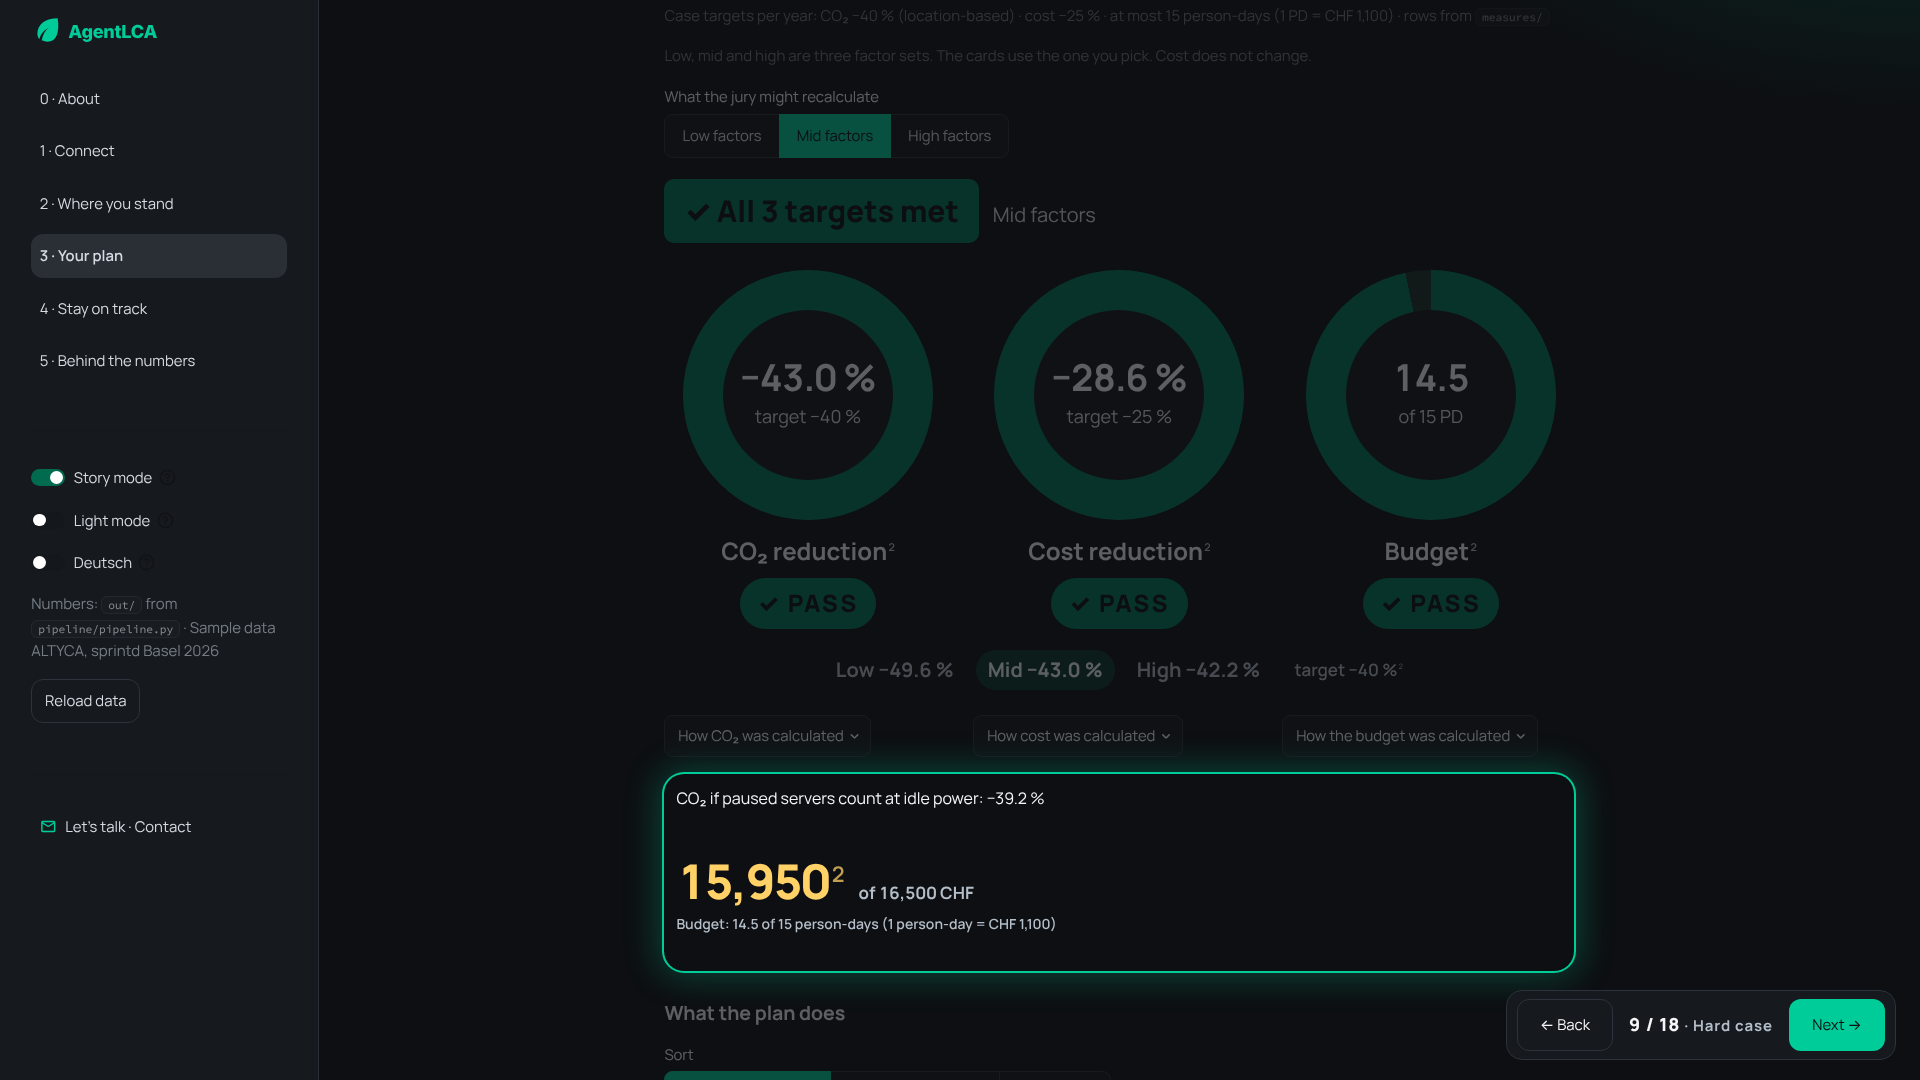 AgentLCA
0 · About
1 · Connect
2 · Where you stand
3 · Your plan
4 · Stay on track
5 · Behind the numbers
Story mode
Light mode
Deutsch
Numbers: out/ from
pipeline/pipeline.py · Sample data
ALTYCA, sprintd Basel 2026
Reload data
Let's talk · Contact
Case targets per year: CO₂ −40 % (location-based) · cost −25 % · at most 15 person-days (1 PD = CHF 1,100) · rows from measures/
Low, mid and high are three factor sets. The cards use the one you pick. Cost does not change.
What the jury might recalculate
Low factors Mid factors High factors
✓ All 3 targets met Mid factors
−43.0 % −28.6 % 14.5
target −40 % target −25 % of 15 PD
CO₂ reduction² Cost reduction² Budget²
✓ PASS ✓ PASS ✓ PASS
Low −49.6 % Mid −43.0 % High −42.2 % target −40 %²
How CO₂ was calculated How cost was calculated How the budget was calculated
CO₂ if paused servers count at idle power: −39.2 %
15,950² of 16,500 CHF
Budget: 14.5 of 15 person-days (1 person-day = CHF 1,100)
What the plan does
Sort
← Back 9 / 18 · Hard case Next →